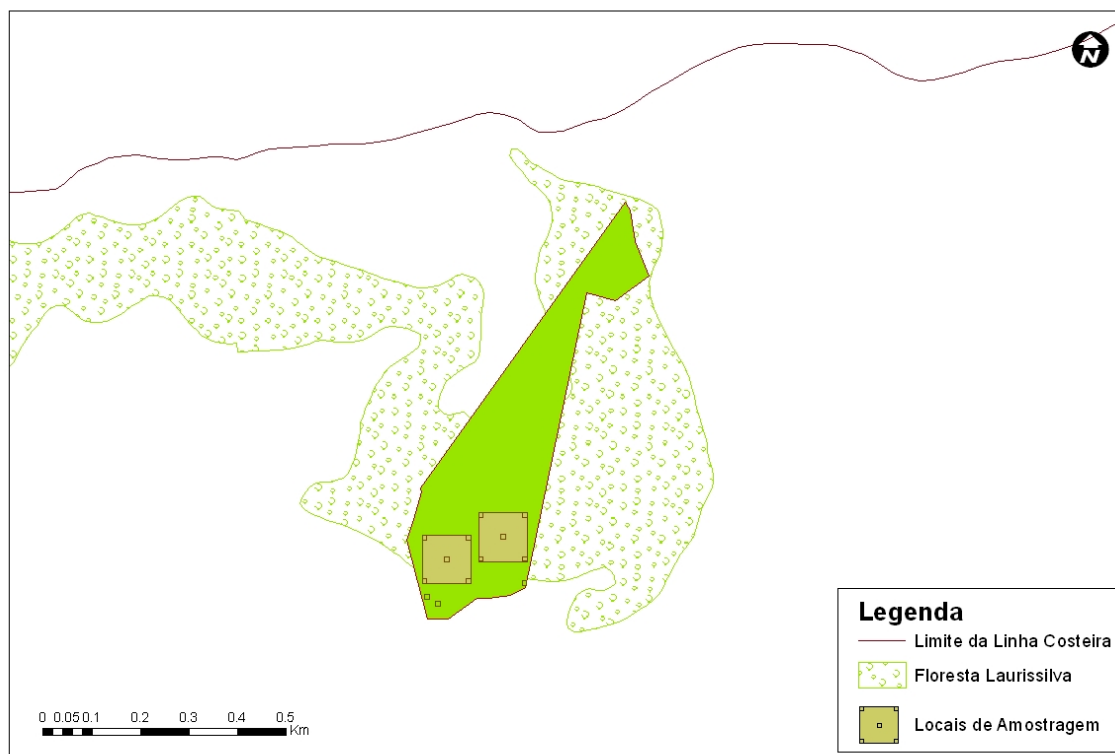 N
Legenda
Limite da Linha Costeira
Floresta Laurissilva
Locais de Amostragem
0 0.05 0.1 0.2 0.3 0.4 0.5
Km